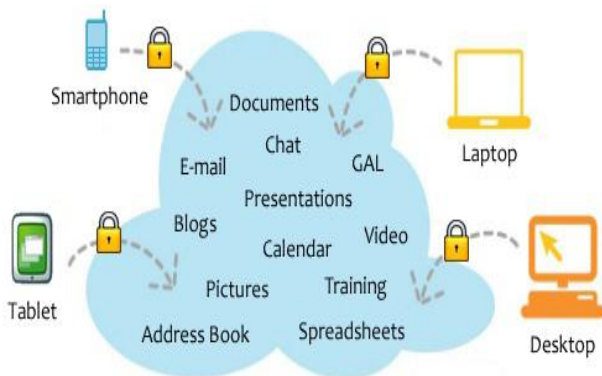 Smartphone
Documents
Chat
Laptop
E-mail
GAL
Presentations
Blogs
Video
Calendar
Tablet
Pictures
Training
Address Book
Spreadsheets
Desktop